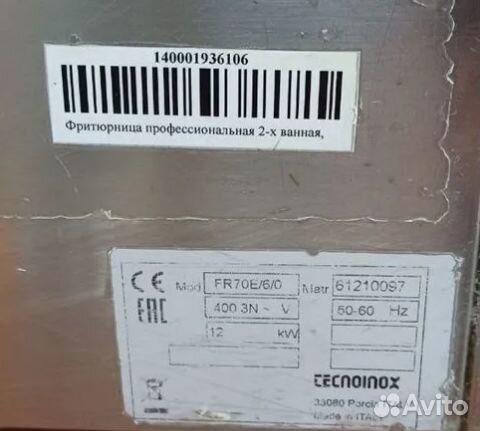 140001936106
Фритюрница профессиональная 2-х ванная,
CE Mod FR70E/6/0 Matr 61210097
EAC 400 3N ~ V 50-60 Hz
12 kW
TECNOINOX
33080 Porcia
Made in ITALY
Avito